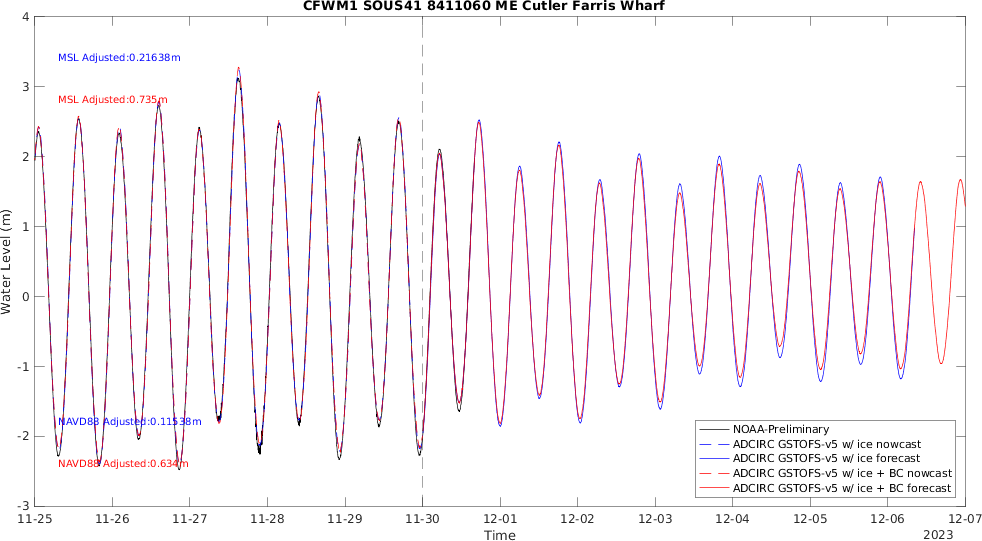 CFWM1 SOUS41 8411060 ME Cutler Farris Wharf
4
3
2
1
0
-1
-2
-3
Water Level (m)
MSL Adjusted:0.21638m
MSL Adjusted:0.735m
NAVD88 Adjusted:0.11538m
NAVD88 Adjusted:0.634m
NOAA-Preliminary
ADCIRC GSTOFS-v5 w/ ice nowcast
ADCIRC GSTOFS-v5 w/ ice forecast
ADCIRC GSTOFS-v5 w/ ice + BC nowcast
ADCIRC GSTOFS-v5 w/ ice + BC forecast
11-25 11-26 11-27 11-28 11-29 11-30 12-01 12-02 12-03 12-04 12-05 12-06 12-07
Time
2023